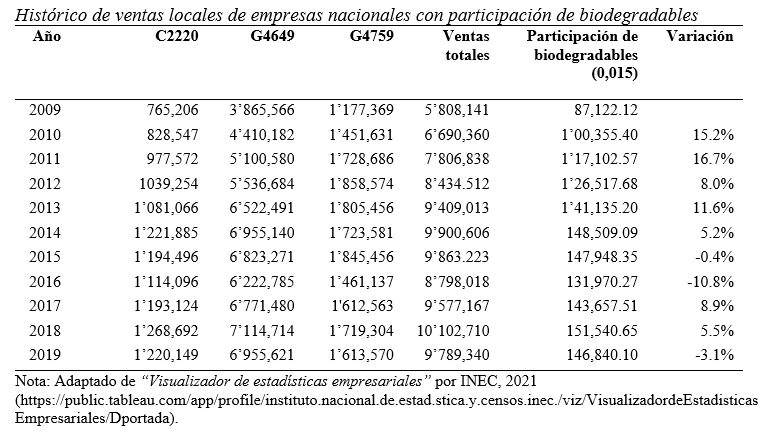 Histórico de ventas locales de empresas nacionales con participación de biodegradables
Año C2220 G4649 G4759 Ventas totales Participación de biodegradables (0,015) Variación
2009 765,206 3’865,566 1’177,369 5’808,141 87,122.12
2010 828,547 4’410,182 1’451,631 6’690,360 1’00,355.40 15.2%
2011 977,572 5’100,580 1’728,686 7’806,838 1’17,102.57 16.7%
2012 1039,254 5’536,684 1’858,574 8’434.512 1’26,517.68 8.0%
2013 1’081,066 6’522,491 1’805,456 9’409,013 1’41,135.20 11.6%
2014 1’221,885 6’955,140 1’723,581 9’900,606 148,509.09 5.2%
2015 1’194,496 6’823,271 1’845,456 9’863.223 147,948.35 -0.4%
2016 1’114,096 6’222,785 1’461,137 8’798,018 131,970.27 -10.8%
2017 1’193,124 6’771,480 1'612,563 9’577,167 143,657.51 8.9%
2018 1’268,692 7’114,714 1’719,304 10’102,710 151,540.65 5.5%
2019 1’220,149 6’955,621 1’613,570 9’789,340 146,840.10 -3.1%
Nota: Adaptado de “Visualizador de estadísticas empresariales” por INEC, 2021
(https://public.tableau.com/app/profile/instituto.nacional.de.estad.stica.y.censos.inec./viz/VisualizadordeEstadisticas
Empresariales/Dportada).